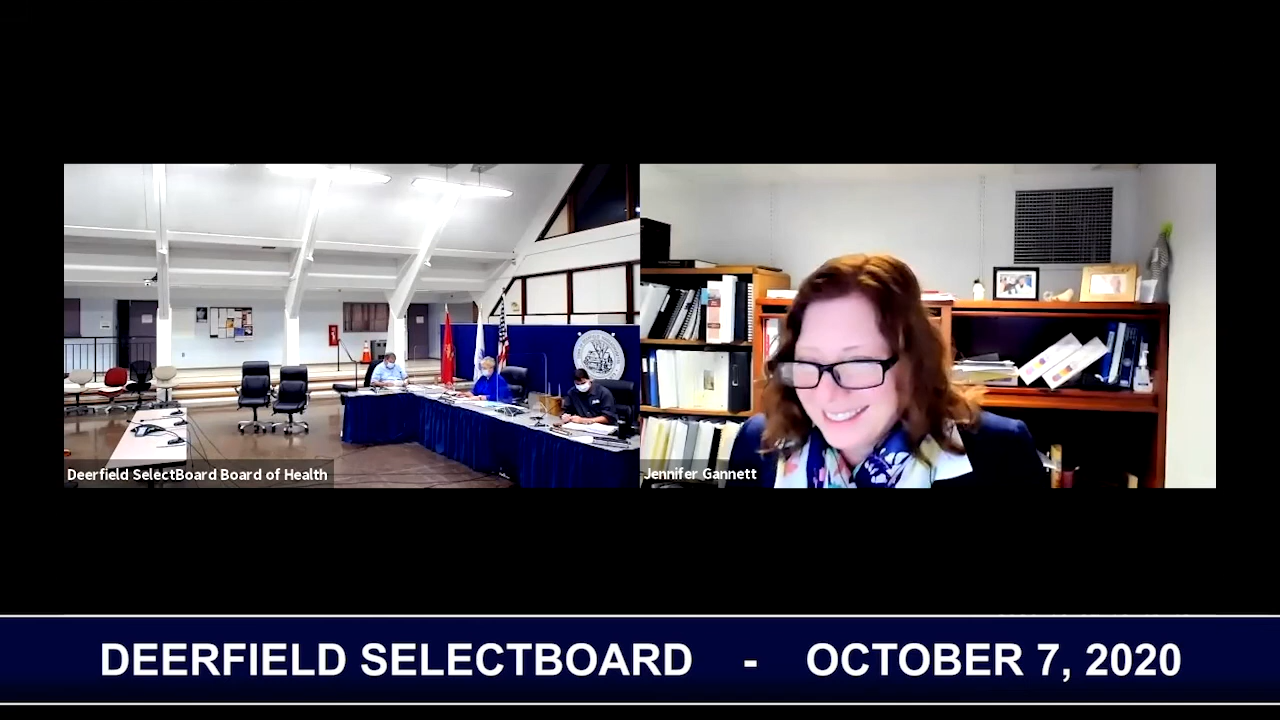 Deerfield SelectBoard Board of Health
Jennifer Gannett
DEERFIELD SELECTBOARD - OCTOBER 7, 2020